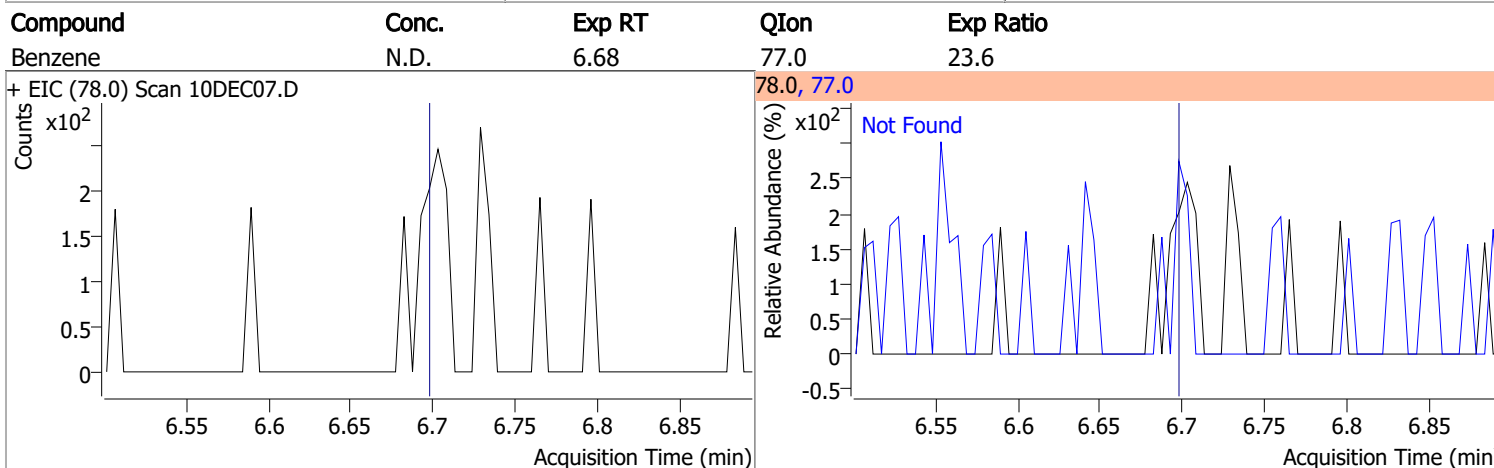 Compound Conc. Exp RT QIon Exp Ratio
Benzene N.D. 6.68 77.0 23.6
+ EIC (78.0) Scan 10DEC07.D
Counts
x10²
2
1.5
1
0.5
0
6.55 6.6 6.65 6.7 6.75 6.8 6.85
Acquisition Time (min)
78.0, 77.0
Relative Abundance (%)
x10²
Not Found
2.5
2
1.5
1
0.5
0
-0.5
6.55 6.6 6.65 6.7 6.75 6.8 6.85
Acquisition Time (min)